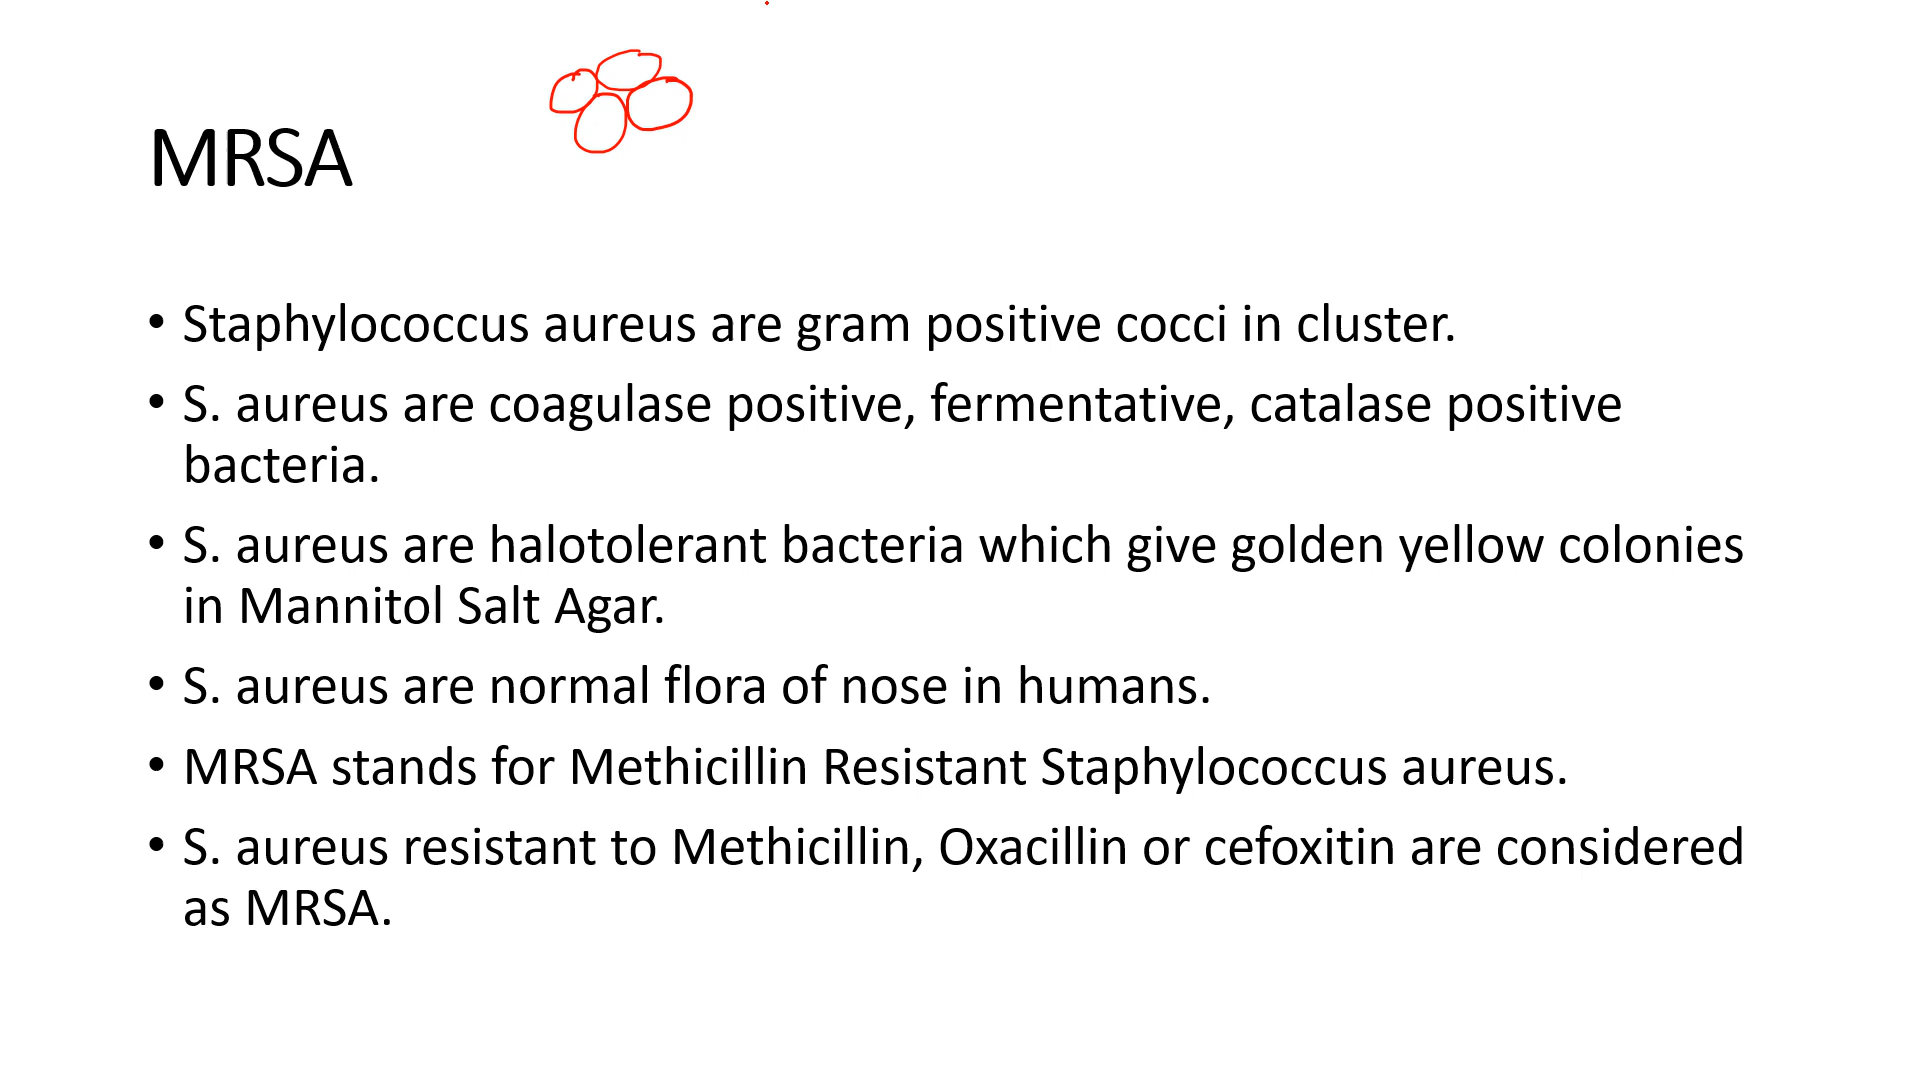 MRSA
• Staphylococcus aureus are gram positive cocci in cluster.
• S. aureus are coagulase positive, fermentative, catalase positive
bacteria.
• S. aureus are halotolerant bacteria which give golden yellow colonies
in Mannitol Salt Agar.
• S. aureus are normal flora of nose in humans.
• MRSA stands for Methicillin Resistant Staphylococcus aureus.
• S. aureus resistant to Methicillin, Oxacillin or cefoxitin are considered
as MRSA.